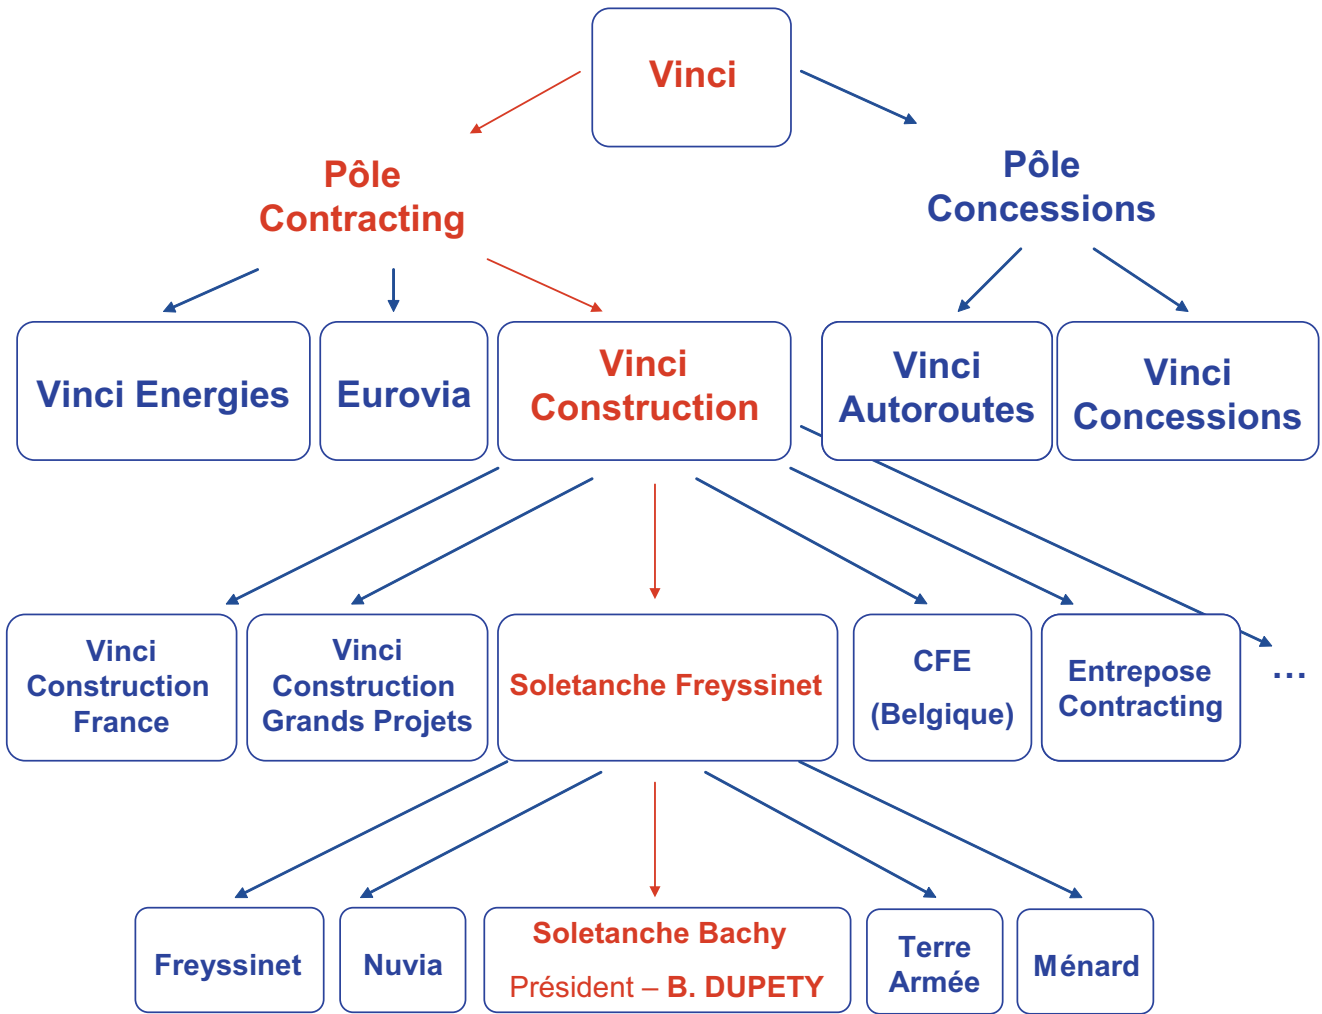 Vinci
Pôle
Contracting
Pôle
Concessions
Vinci Energies
Eurovia
Vinci
Construction
Vinci
Autoroutes
Vinci
Concessions
Vinci
Construction
France
Vinci
Construction
Grands Projets
Soletanche Freyssinet
CFE
(Belgique)
Entrepose
Contracting
...
Freyssinet
Nuvia
Soletanche Bachy
Président – B. DUPETY
Terre
Armée
Ménard